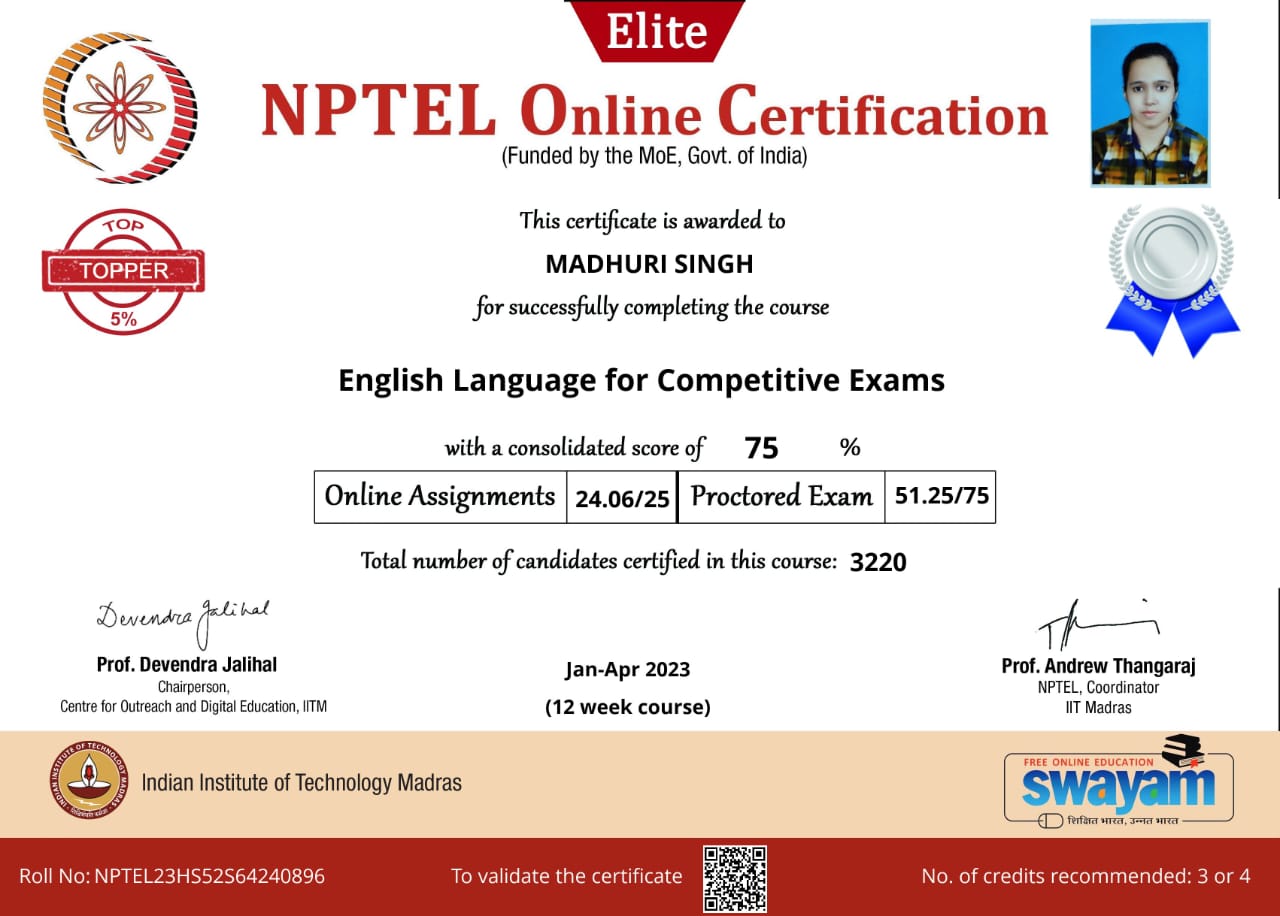 Elite
NPTEL Online Certification
(Funded by the MoE, Govt. of India)
TOP
TOPPER
5%
This certificate is awarded to
MADHURI SINGH
for successfully completing the course
English Language for Competitive Exams
with a consolidated score of 75 %
Online Assignments 24.06/25 Proctored Exam 51.25/75
Total number of candidates certified in this course: 3220
Devendra Jalihal
Prof. Devendra Jalihal
Chairperson,
Centre for Outreach and Digital Education, IITM
Jan-Apr 2023
(12 week course)
Prof. Andrew Thangaraj
NPTEL, Coordinator
IIT Madras
INDIAN INSTITUTE OF TECHNOLOGY MADRAS
Indian Institute of Technology Madras
FREE ONLINE EDUCATION
swayam
शिक्षित भारत, उन्नत भारत
Roll No: NPTEL23HS52S64240896
To validate the certificate
No. of credits recommended: 3 or 4